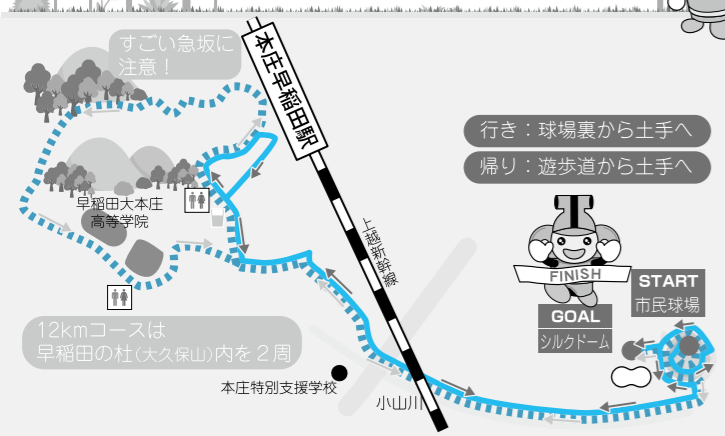 すごい急坂に
注意！
本庄早稲田駅
行き：球場裏から土手へ
帰り：遊歩道から土手へ
早稲田大本庄
高等学院
上越新幹線
FINISH
START
市民球場
GOAL
シルクドーム
12kmコースは
早稲田の杜(大久保山)内を２周
本庄特別支援学校
小山川